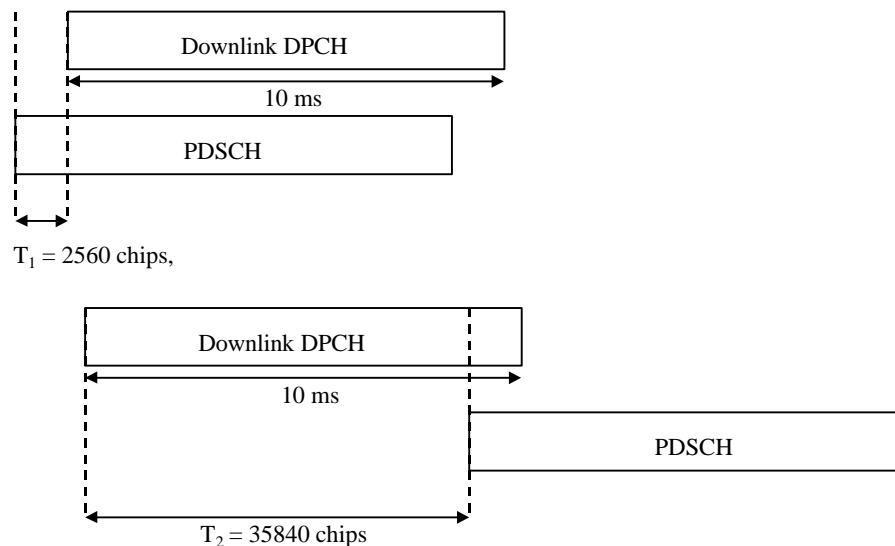 Downlink DPCH
10 ms
PDSCH
T₁ = 2560 chips,
Downlink DPCH
10 ms
PDSCH
T₂ = 35840 chips